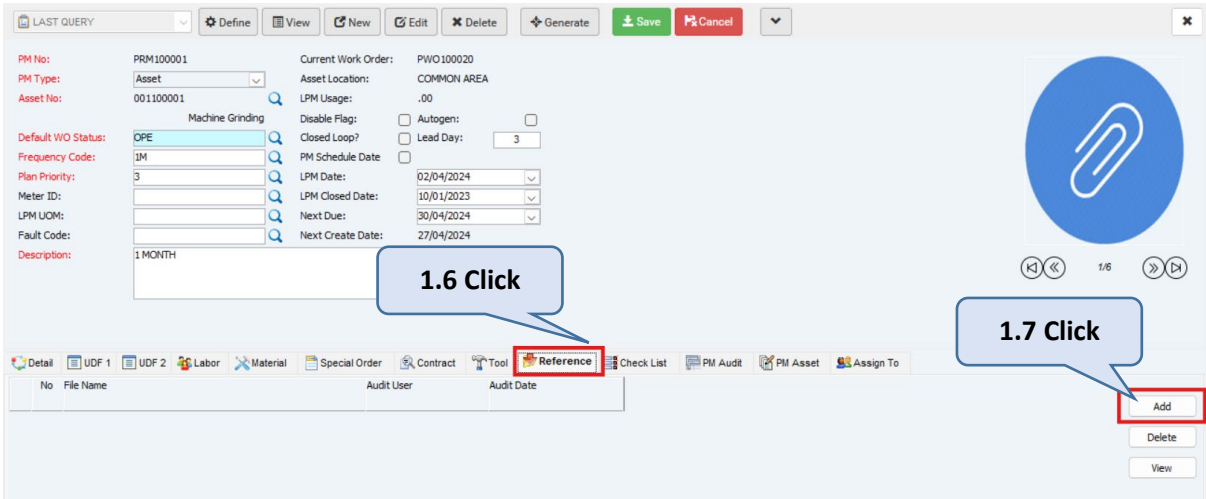 LAST QUERY Define View New Edit Delete Generate Save Cancel
PM No: PRM100001 Current Work Order: PWO100020
PM Type: Asset Asset Location: COMMON AREA
Asset No: 001100001 LPM Usage: .00
Machine Grinding Disable Flag: Autogen:
Default WO Status: OPE Closed Loop? Lead Day: 3
Frequency Code: 1M PM Schedule Date
Plan Priority: 3 LPM Date: 02/04/2024
Meter ID: LPM Closed Date: 10/01/2023
LPM UOM: Next Due: 30/04/2024
Fault Code: Next Create Date: 27/04/2024
Description: 1 MONTH
1/6
1.6 Click
1.7 Click
Detail UDF 1 UDF 2 Labor Material Special Order Contract Tool Reference Check List PM Audit PM Asset Assign To
No File Name Audit User Audit Date
Add
Delete
View